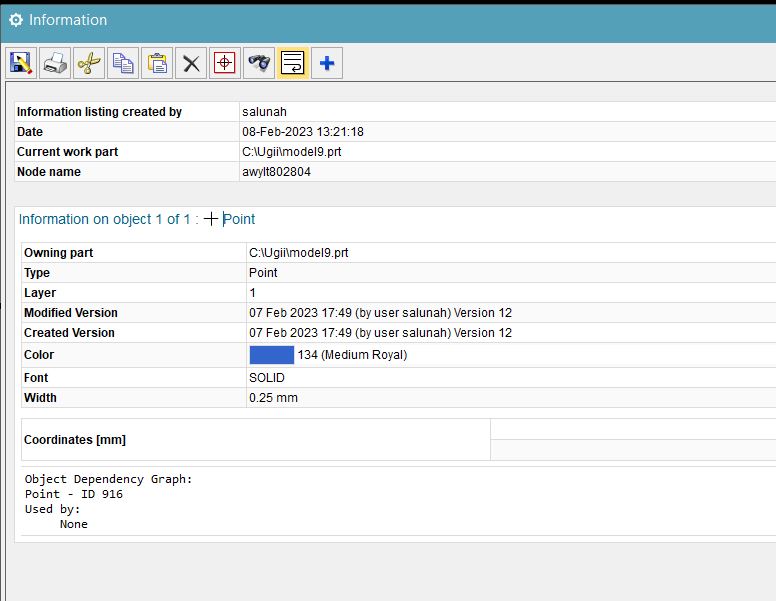 Information
Information listing created by salunah
Date 08-Feb-2023 13:21:18
Current work part C:\Ugii\model9.prt
Node name awylt802804
Information on object 1 of 1 : Point
Owning part C:\Ugii\model9.prt
Type Point
Layer 1
Modified Version 07 Feb 2023 17:49 (by user salunah) Version 12
Created Version 07 Feb 2023 17:49 (by user salunah) Version 12
Color 134 (Medium Royal)
Font SOLID
Width 0.25 mm
Coordinates [mm]
Object Dependency Graph:
Point - ID 916
Used by:
None